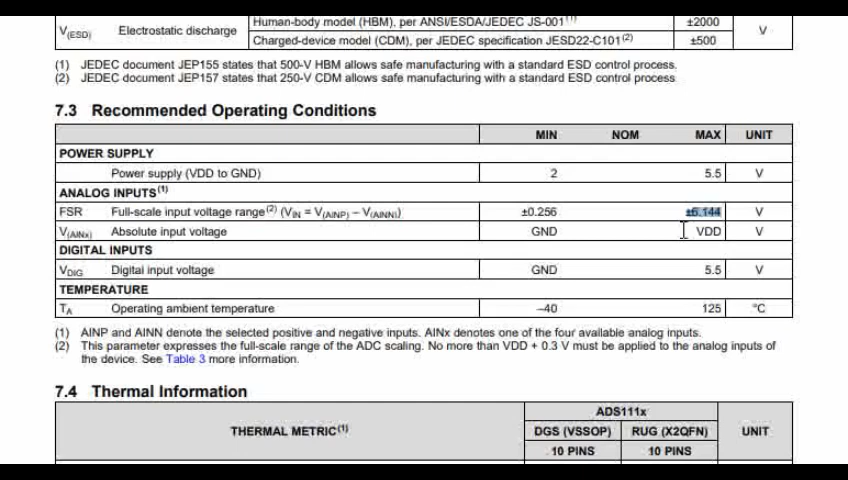 V(ESD) Electrostatic discharge Human-body model (HBM), per ANSI/ESDA/JEDEC JS-001(1) ±2000 V
Charged-device model (CDM), per JEDEC specification JESD22-C101(2) ±500
(1) JEDEC document JEP155 states that 500-V HBM allows safe manufacturing with a standard ESD control process.
(2) JEDEC document JEP157 states that 250-V CDM allows safe manufacturing with a standard ESD control process
7.3 Recommended Operating Conditions
MIN NOM MAX UNIT
POWER SUPPLY
Power supply (VDD to GND) 2 5.5 V
ANALOG INPUTS(1)
FSR Full-scale input voltage range(2) (VIN = V(AINP) – V(AINN)) ±0.256 ±6.144 V
V(AINx) Absolute input voltage GND VDD V
DIGITAL INPUTS
VDIG Digital input voltage GND 5.5 V
TEMPERATURE
TA Operating ambient temperature –40 125 °C
(1) AINP and AINN denote the selected positive and negative inputs. AINx denotes one of the four available analog inputs.
(2) This parameter expresses the full-scale range of the ADC scaling. No more than VDD + 0.3 V must be applied to the analog inputs of
the device. See Table 3 more information.
7.4 Thermal Information
ADS111x
THERMAL METRIC(1) DGS (VSSOP) RUG (X2QFN) UNIT
10 PINS 10 PINS